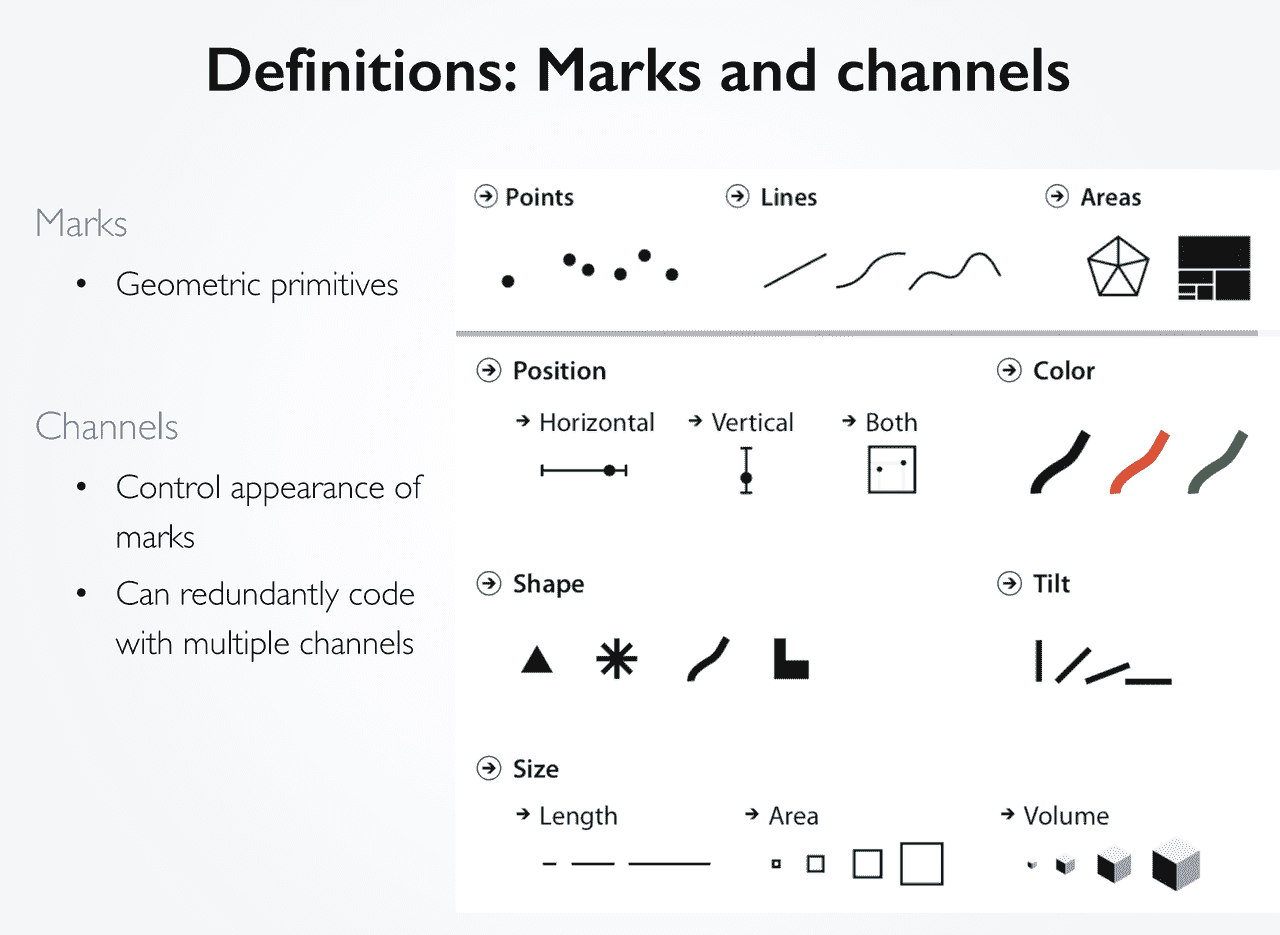 Definitions: Marks and channels
Marks
• Geometric primitives
Channels
• Control appearance of
marks
• Can redundantly code
with multiple channels
Points
Lines
Areas
Position
Horizontal
Vertical
Both
Color
Shape
Tilt
Size
Length
Area
Volume